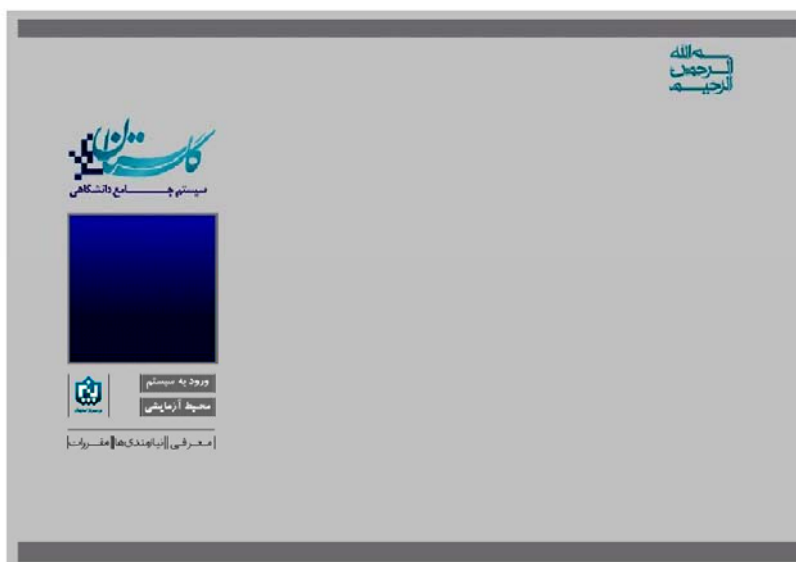 بسم الله
الرحمن
الرحیم
گلستان
سیستم جامع دانشگاهی
ورود به سیستم
محیط آزمایشی
| معرفی || نیازمندی‌ها || مقررات |